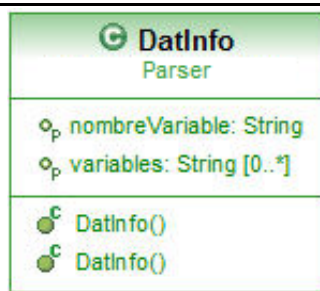 C DatInfo
Parser
P nombreVariable: String
P variables: String [0..*]
C DatInfo()
C DatInfo()